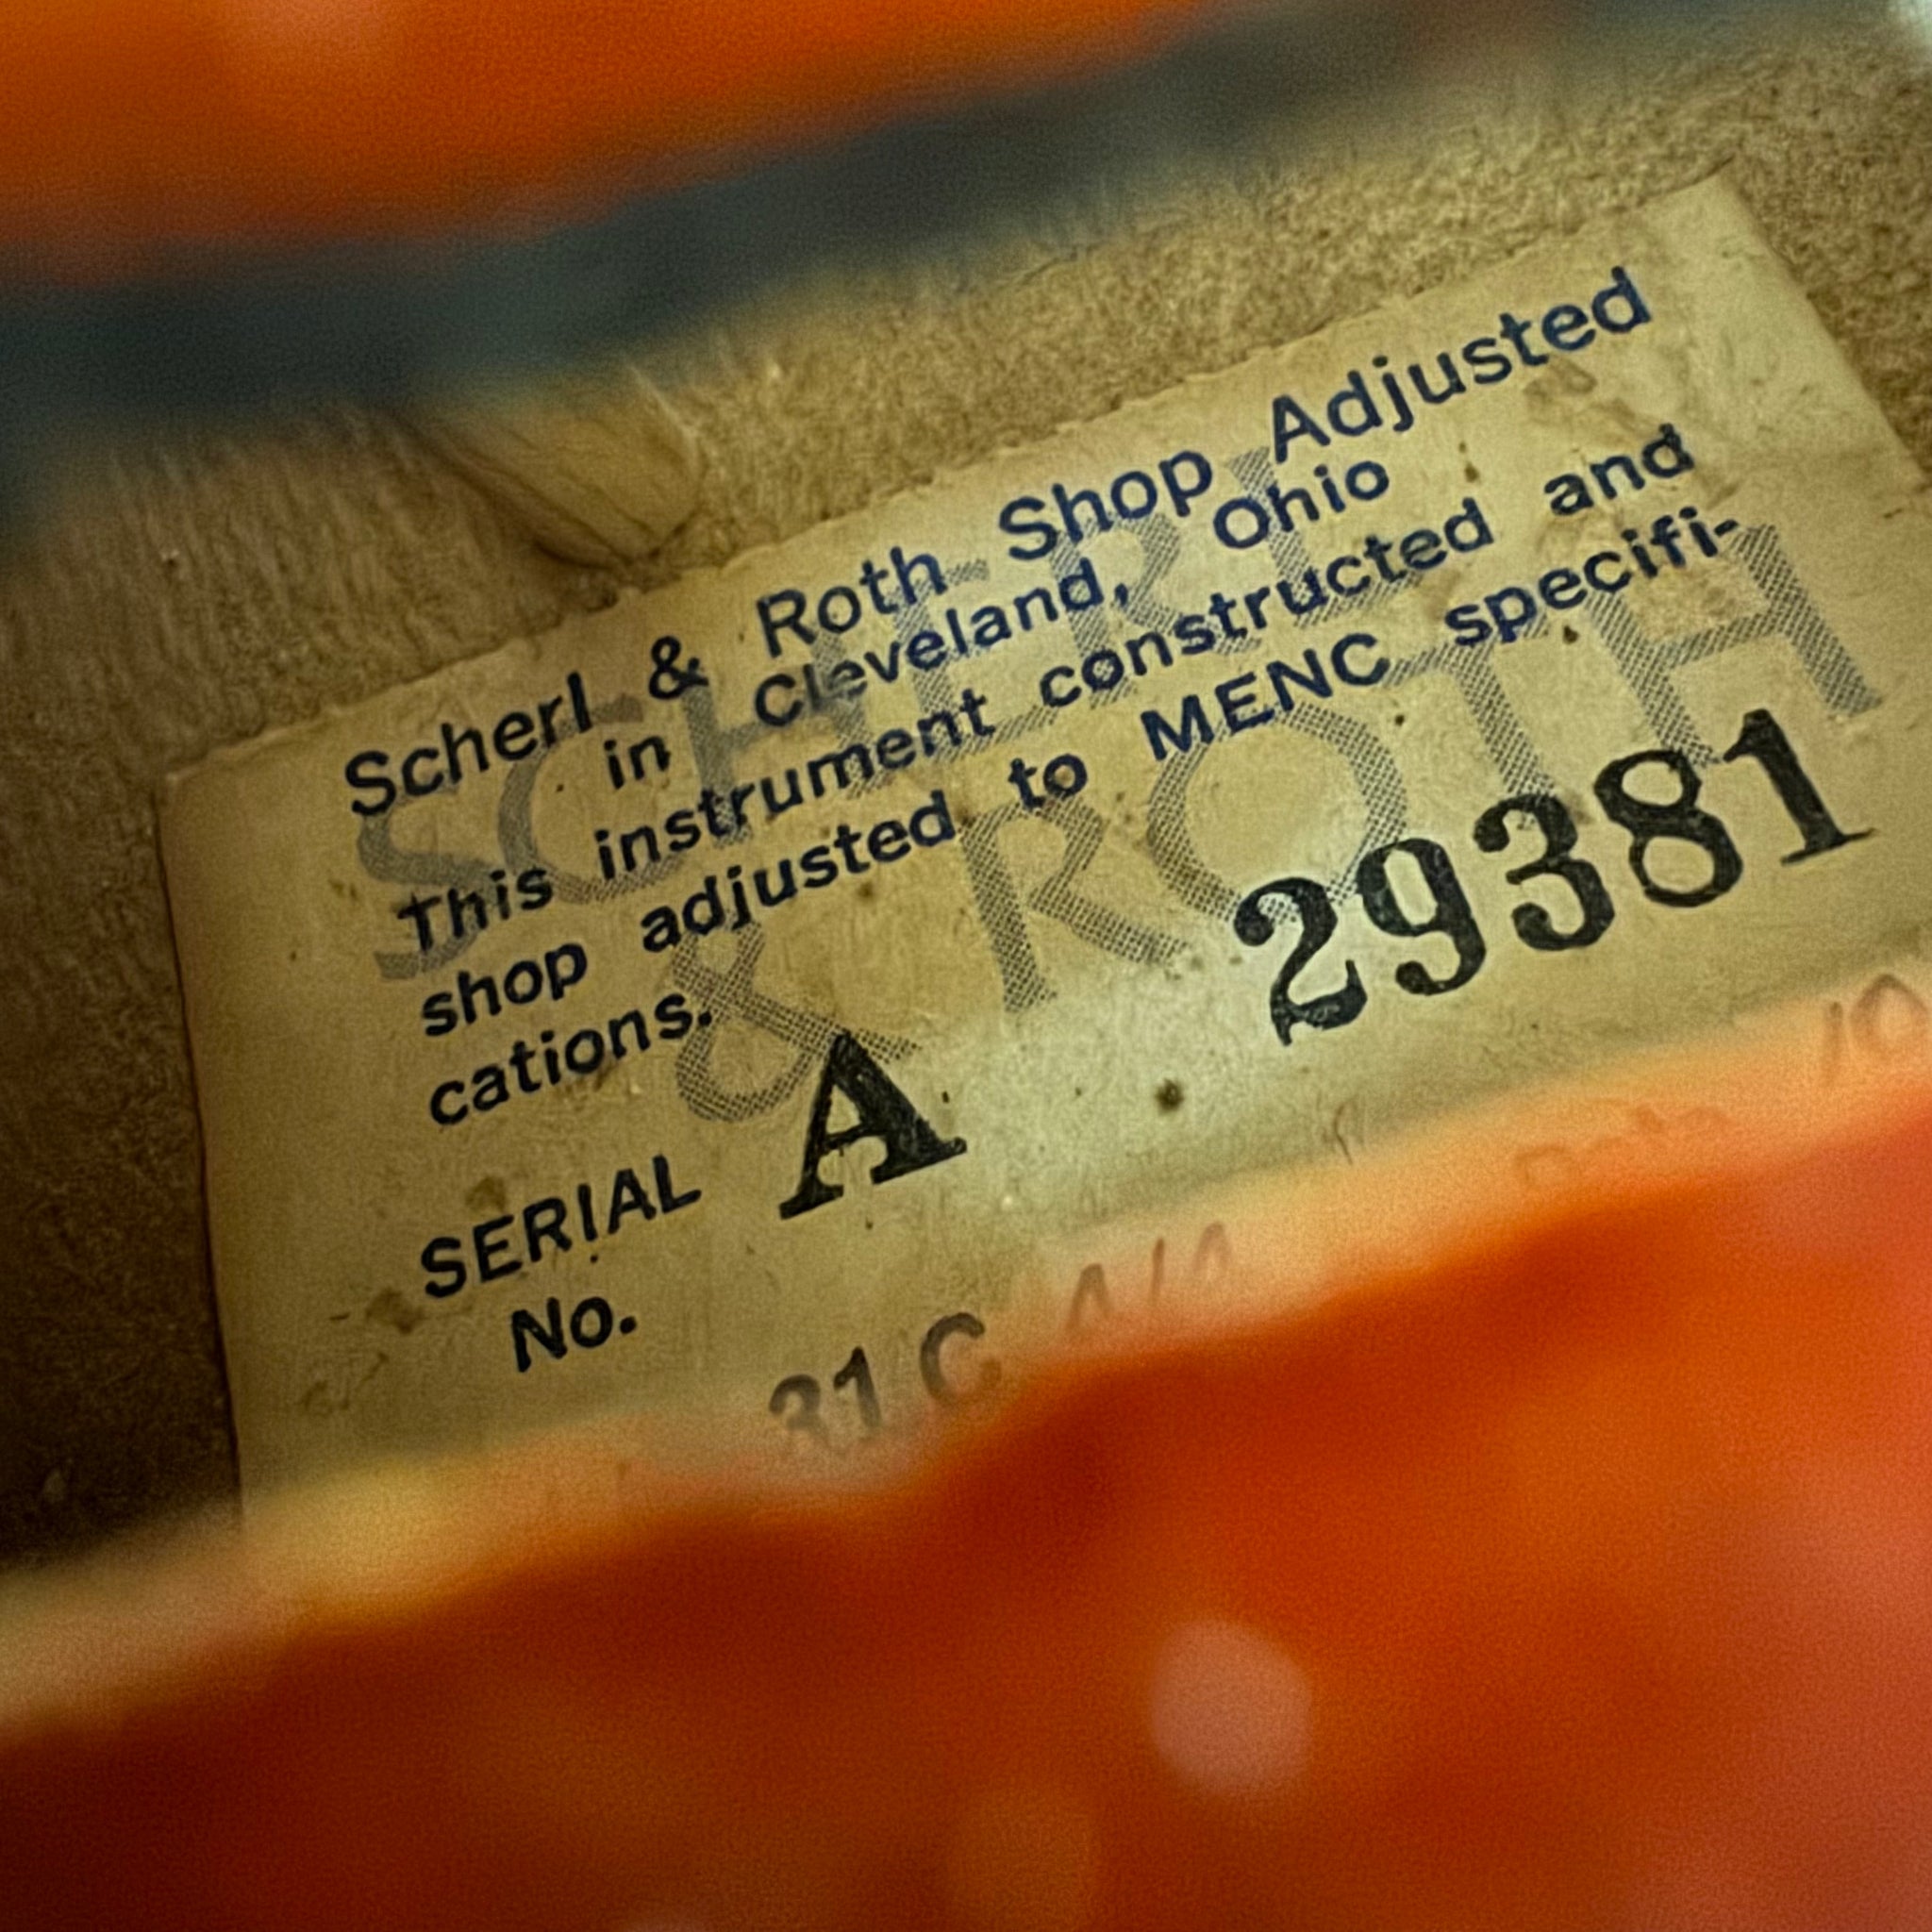 Scherl & Roth Shop Adjusted
in Cleveland, Ohio
This instrument constructed and
shop adjusted to MENC specifi-
cations.
SCHERL
& ROTH
SERIAL A 29381
No.
31 C